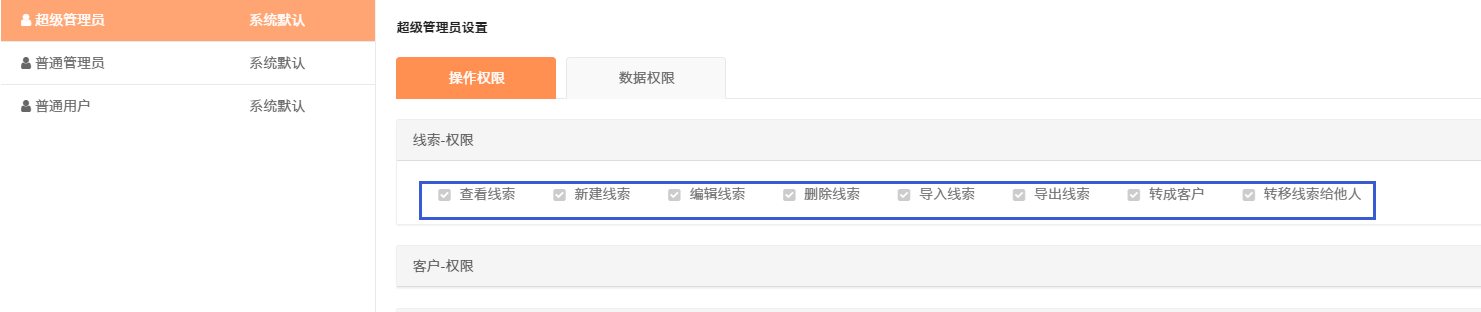 超级管理员 系统默认
普通管理员 系统默认
普通用户 系统默认
超级管理员设置
操作权限 数据权限
线索-权限
查看线索 新建线索 编辑线索 删除线索 导入线索 导出线索 转成客户 转移线索给他人
客户-权限